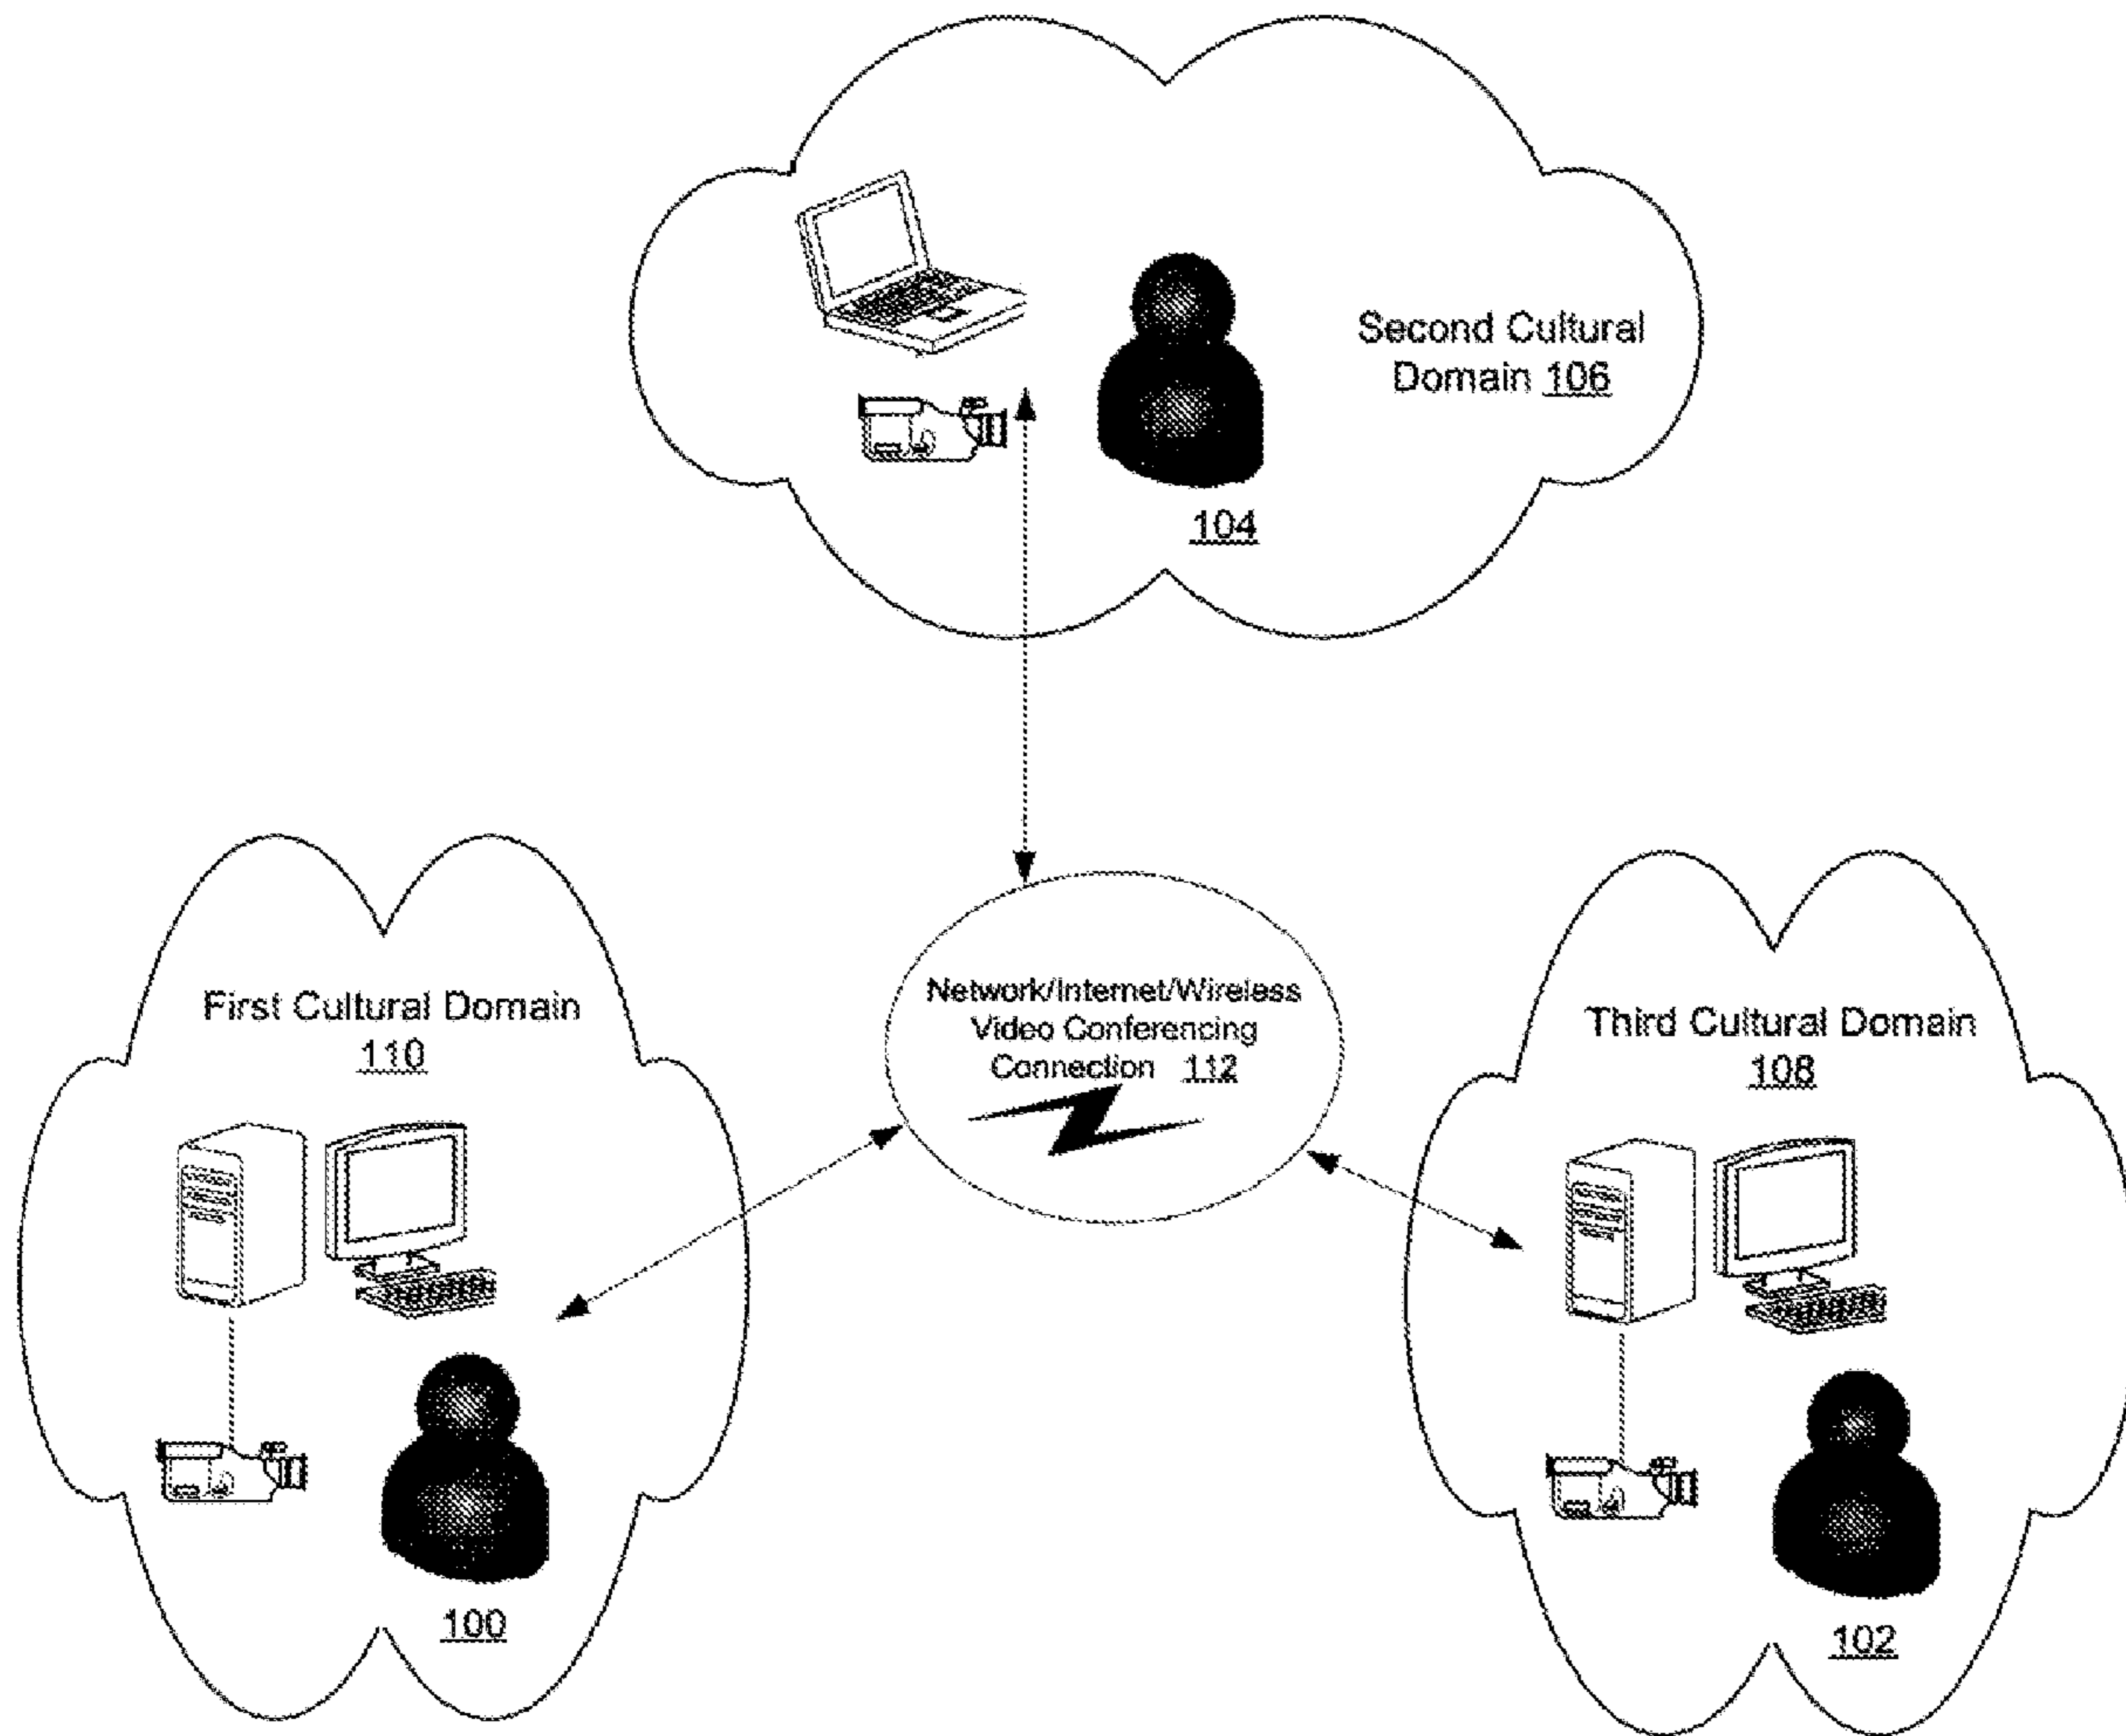 Second Cultural
Domain 106
104
Network/Internet/Wireless
Video Conferencing
Connection 112
First Cultural Domain
110
100
Third Cultural Domain
108
102